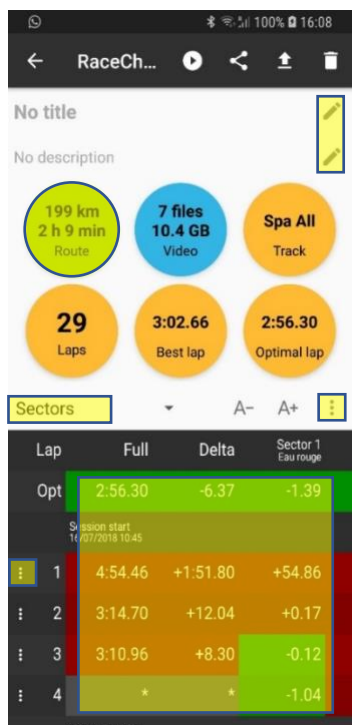 100% 16:08
RaceCh...
No title
No description
199 km
2 h 9 min
Route
7 files
10.4 GB
Video
Spa All
Track
29
Laps
3:02.66
Best lap
2:56.30
Optimal lap
Sectors A- A+
Lap Full Delta Sector 1
Eau rouge
Opt 2:56.30 -6.37 -1.39
Session start
16/07/2018 10:45
1 4:54.46 +1:51.80 +54.86
2 3:14.70 +12.04 +0.17
3 3:10.96 +8.30 -0.12
4 * * -1.04